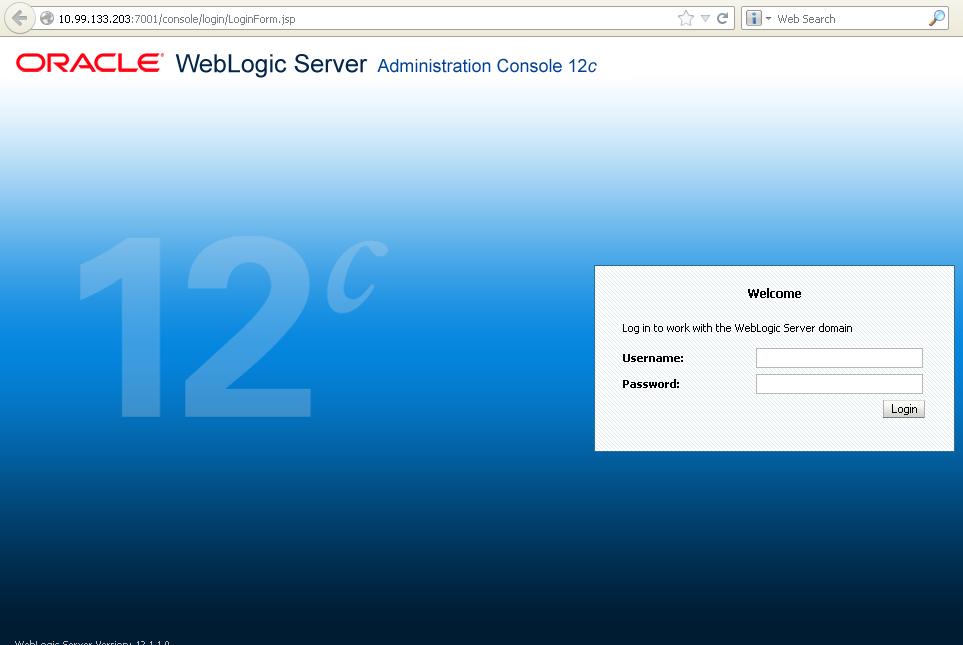 10.99.133.203:7001/console/login/LoginForm.jsp
Web Search
ORACLE WebLogic Server Administration Console 12c
12c
Welcome
Log in to work with the WebLogic Server domain
Username:
Password:
Login
WebLogic Server Version: 12.1.1.0